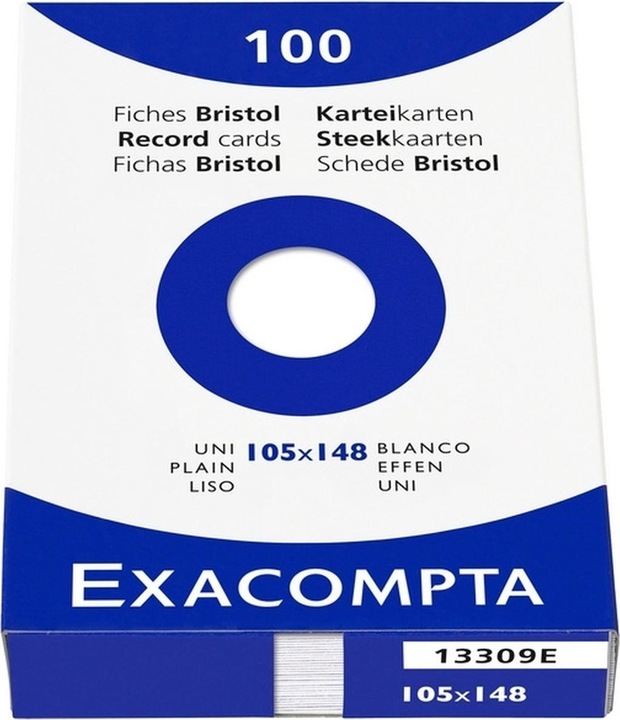 100
Fiches Bristol Karteikarten
Record cards Steekkaarten
Fichas Bristol Schede Bristol
UNI 105x148 BLANCO
PLAIN EFFEN
LISO UNI
EXACOMPTA
13309E
105x148